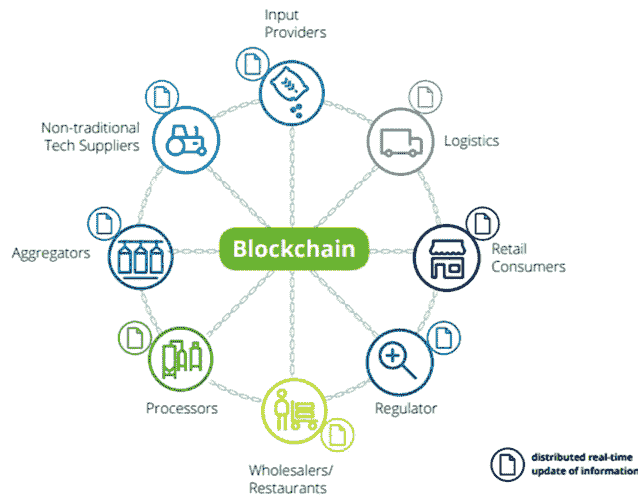 Input
Providers
Non-traditional
Tech Suppliers
Logistics
Aggregators
Blockchain
Retail
Consumers
Processors
Regulator
Wholesalers/
Restaurants
distributed real-time
update of information